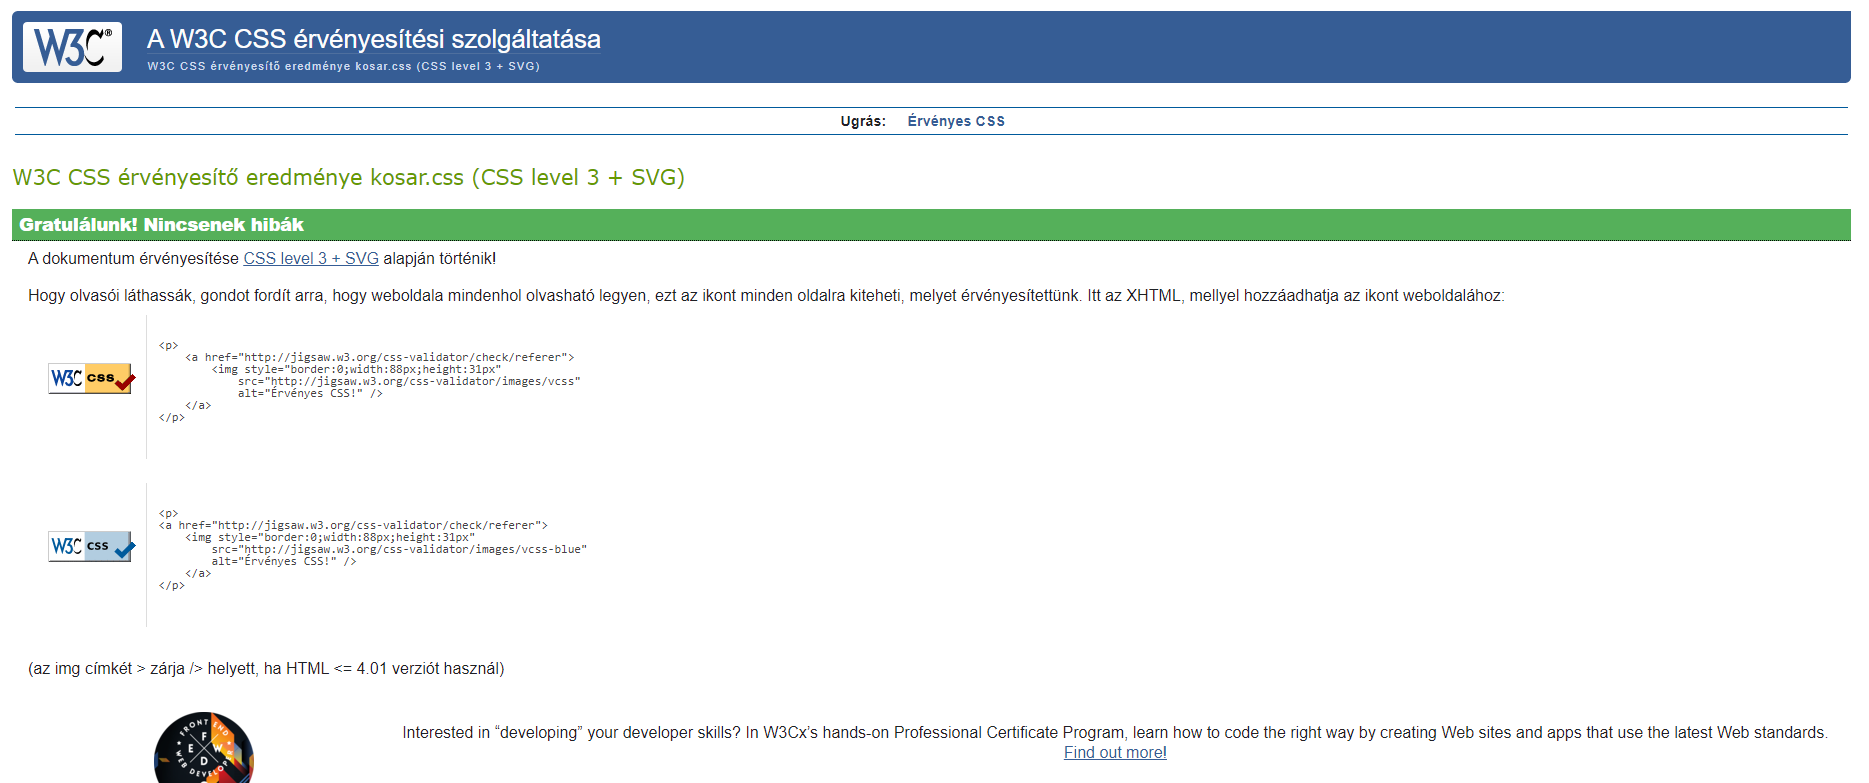 W3C® A W3C CSS érvényesítési szolgáltatása
W3C CSS érvényesítő eredménye kosar.css (CSS level 3 + SVG)
Ugrás: Érvényes CSS
W3C CSS érvényesítő eredménye kosar.css (CSS level 3 + SVG)
Gratulálunk! Nincsenek hibák
A dokumentum érvényesítése CSS level 3 + SVG alapján történik!
Hogy olvasói láthassák, gondot fordít arra, hogy weboldala mindenhol olvasható legyen, ezt az ikont minden oldalra kiteheti, melyet érvényesítettünk. Itt az XHTML, mellyel hozzáadhatja az ikont weboldalához:
W3C css
<p>
<a href="http://jigsaw.w3.org/css-validator/check/referer">
<img style="border:0;width:88px;height:31px"
src="http://jigsaw.w3.org/css-validator/images/vcss"
alt="Érvényes CSS!" />
</a>
</p>
W3C css
<p>
<a href="http://jigsaw.w3.org/css-validator/check/referer">
<img style="border:0;width:88px;height:31px"
src="http://jigsaw.w3.org/css-validator/images/vcss-blue"
alt="Érvényes CSS!" />
</a>
</p>
(az img címkét > zárja /> helyett, ha HTML <= 4.01 verziót használ)
FRONT END
WEB DEVELOPER
F E W D
Interested in “developing” your developer skills? In W3Cx’s hands-on Professional Certificate Program, learn how to code the right way by creating Web sites and apps that use the latest Web standards.
Find out more!